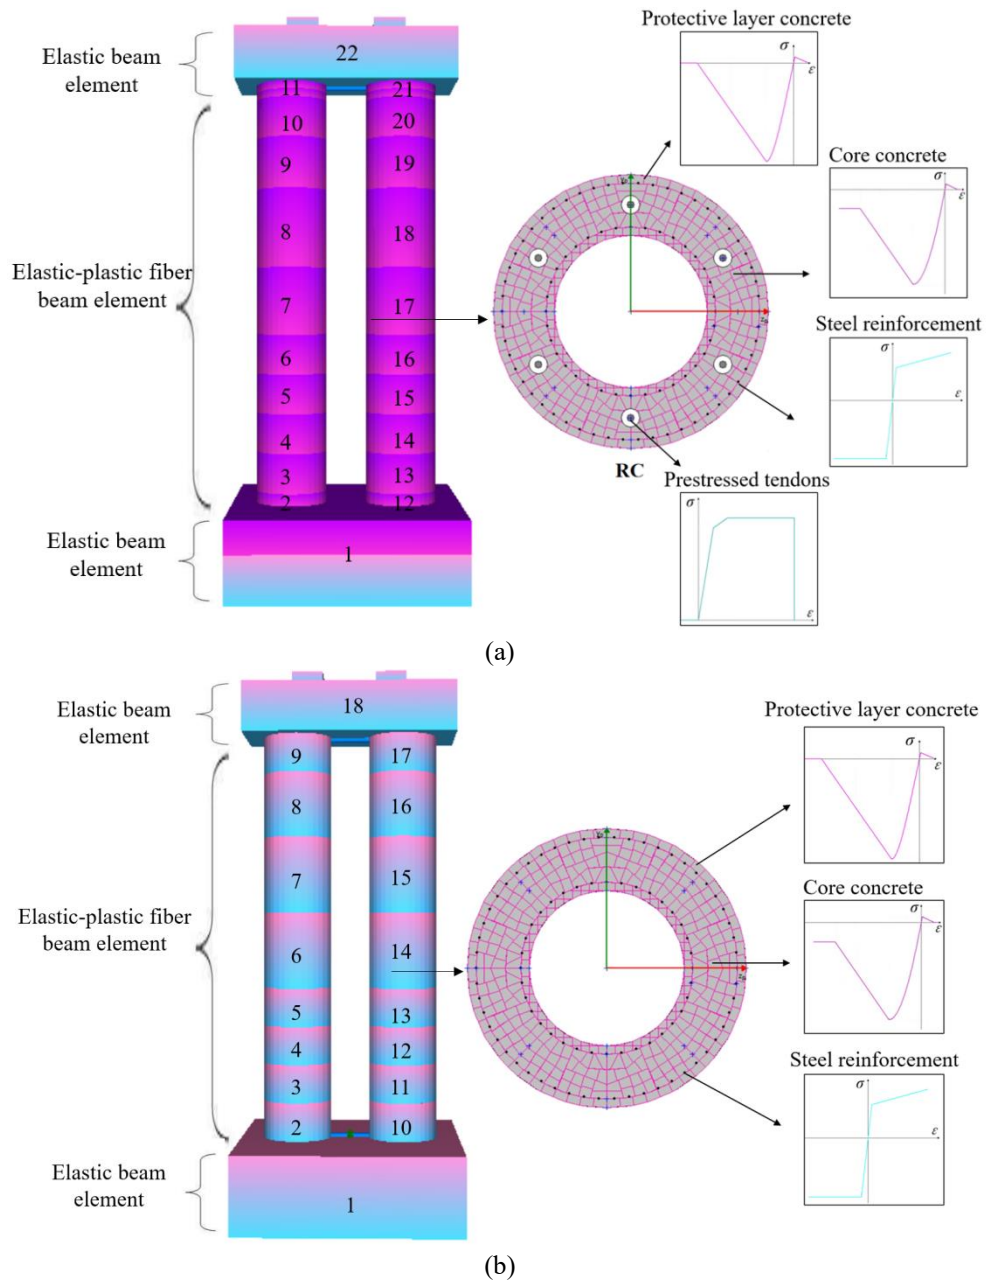 Protective layer concrete
σ
ε
Elastic beam
element
22
11
21
10
20
9
19
8
18
Elastic-plastic fiber
beam element
7
17
6
16
5
15
4
14
3
13
2
12
Elastic beam
element
1
Core concrete
σ
ε
Steel reinforcement
σ
ε
RC
Prestressed tendons
σ
ε
(a)
Elastic beam
element
18
9
17
8
16
7
15
Elastic-plastic fiber
beam element
6
14
5
13
4
12
3
11
2
10
Elastic beam
element
1
Protective layer concrete
σ
ε
Core concrete
σ
ε
Steel reinforcement
σ
ε
(b)